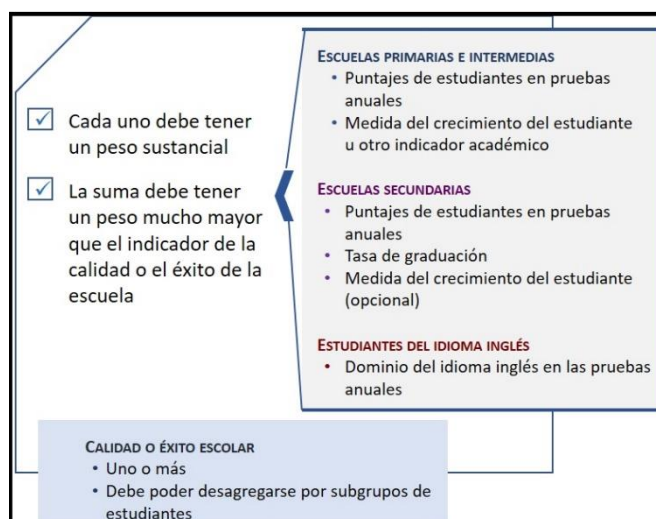 Cada uno debe tener
un peso sustancial
La suma debe tener
un peso mucho mayor
que el indicador de la
calidad o el éxito de la
escuela
ESCUELAS PRIMARIAS E INTERMEDIAS
• Puntajes de estudiantes en pruebas
anuales
• Medida del crecimiento del estudiante
u otro indicador académico
ESCUELAS SECUNDARIAS
• Puntajes de estudiantes en pruebas
anuales
• Tasa de graduación
• Medida del crecimiento del estudiante
(opcional)
ESTUDIANTES DEL IDIOMA INGLÉS
• Dominio del idioma inglés en las pruebas
anuales
CALIDAD O ÉXITO ESCOLAR
• Uno o más
• Debe poder desagregarse por subgrupos de
estudiantes